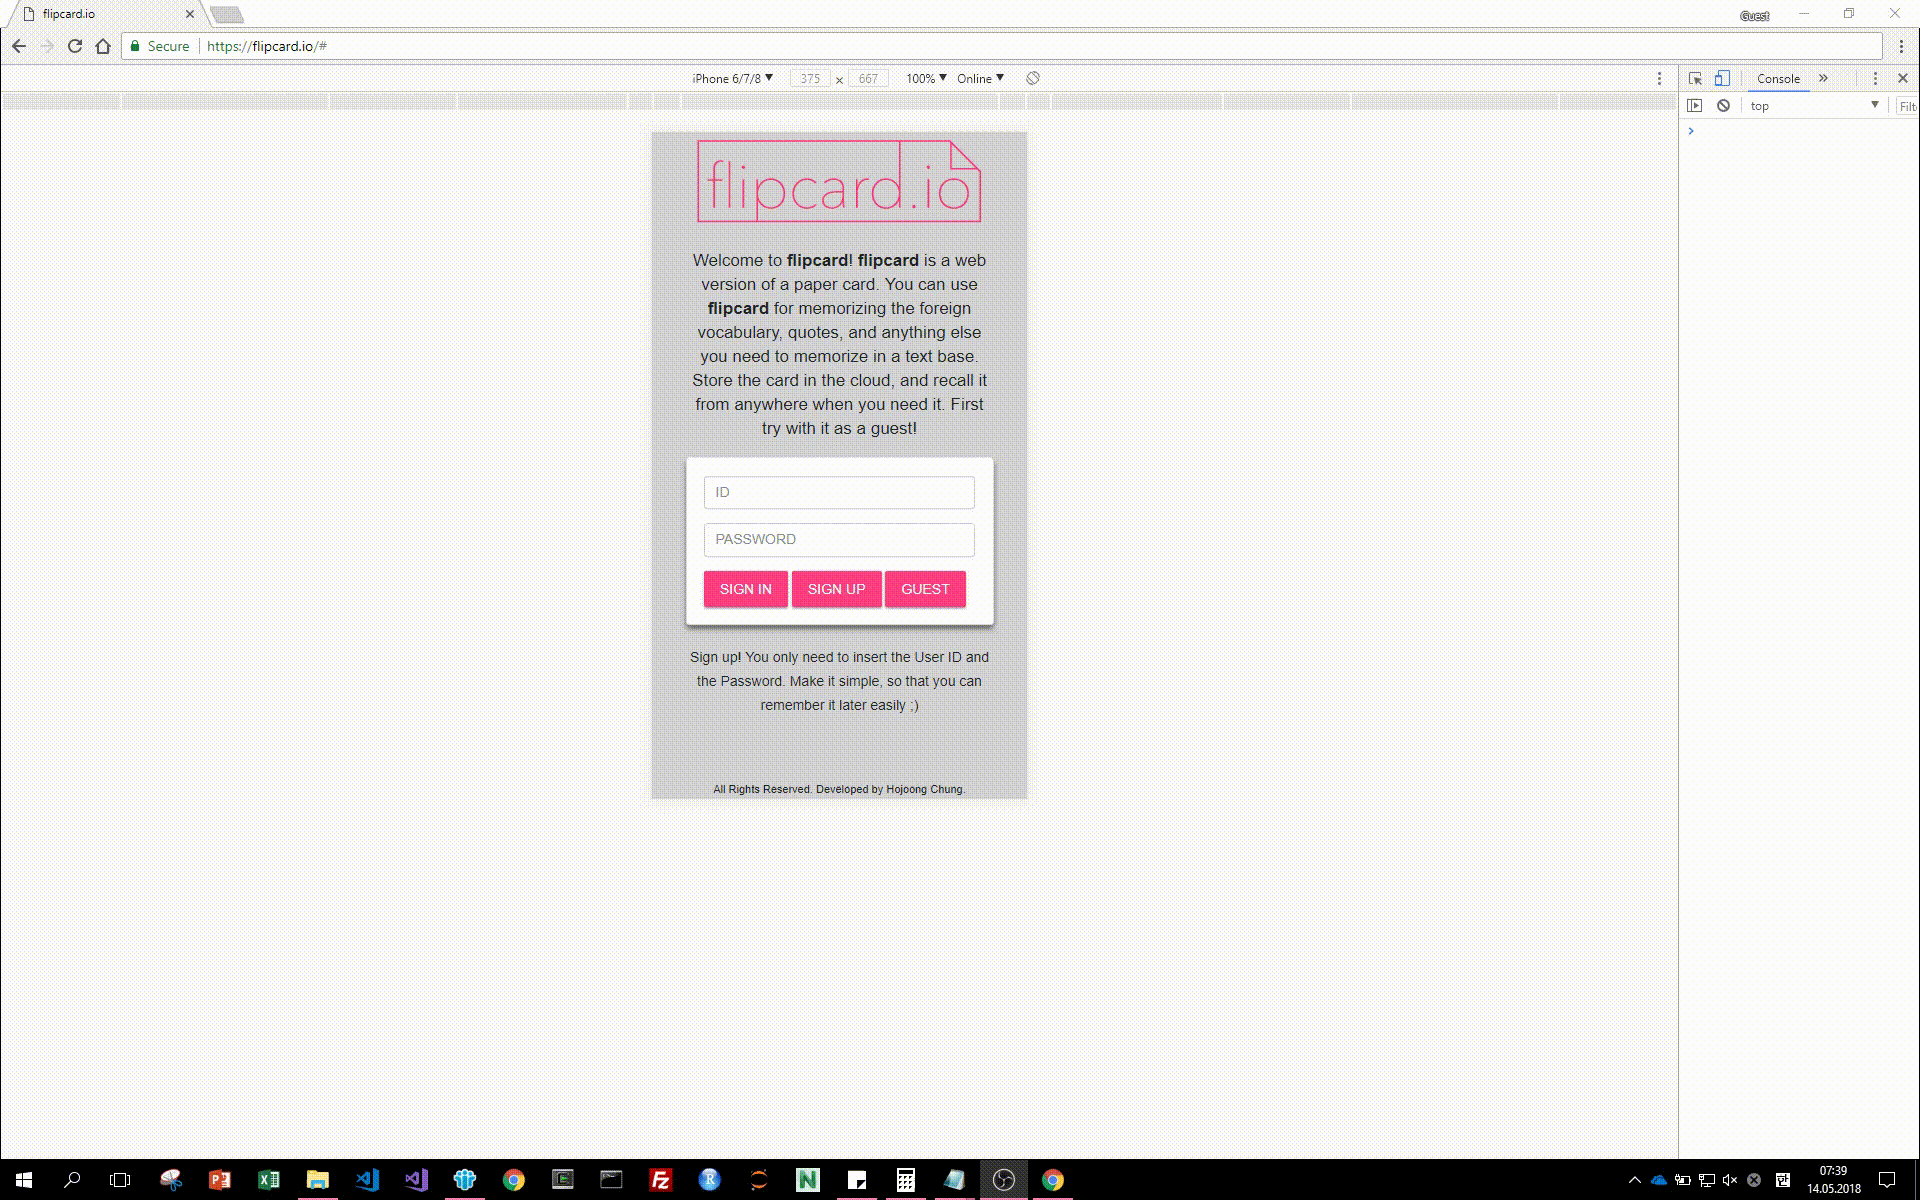 flipcard.io
Guest
Secure https://flipcard.io/#
iPhone 6/7/8 ▼ 375 × 667 100% ▼ Online ▼
Console »
top ▼ Filt
flipcard.io
Welcome to flipcard! flipcard is a web
version of a paper card. You can use
flipcard for memorizing the foreign
vocabulary, quotes, and anything else
you need to memorize in a text base.
Store the card in the cloud, and recall it
from anywhere when you need it. First
try with it as a guest!
ID
PASSWORD
SIGN IN SIGN UP GUEST
Sign up! You only need to insert the User ID and
the Password. Make it simple, so that you can
remember it later easily ;)
All Rights Reserved. Developed by Hojoong Chung.
07:39
14.05.2018